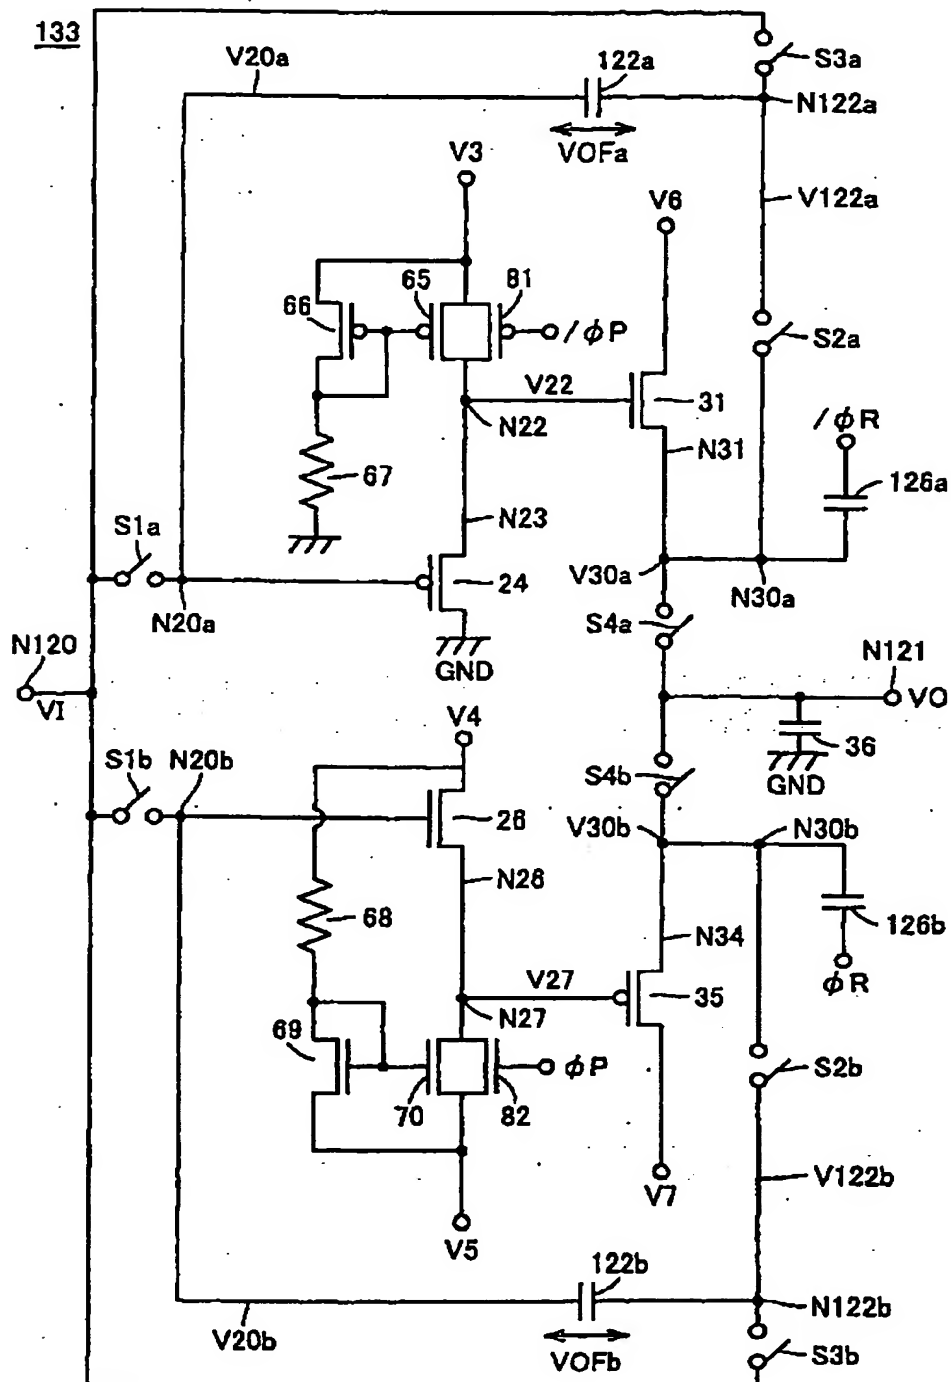 133
V20a
122a
S3a
N122a
VOFa
V3
V6
V122a
66
65
81
/φP
S2a
V22
31
N22
/φR
N31
67
126a
N23
S1a
24
V30a
N30a
N20a
S4a
GND
N120
N121
VI
VO
V4
36
S1b
N20b
S4b
GND
26
V30b
N30b
N26
68
126b
N34
φR
V27
35
N27
69
φP
S2b
70
82
V7
V122b
V5
122b
N122b
V20b
VOFb
S3b